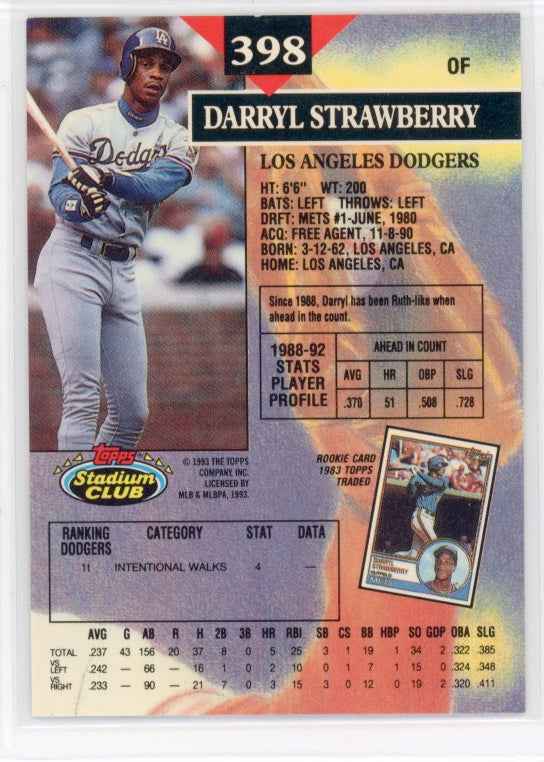 398
OF
DARRYL STRAWBERRY
LA
Dodgers
LOS ANGELES DODGERS
HT: 6'6" WT: 200
BATS: LEFT THROWS: LEFT
DRFT: METS #1-JUNE, 1980
ACQ: FREE AGENT, 11-8-90
BORN: 3-12-62, LOS ANGELES, CA
HOME: LOS ANGELES, CA
Since 1988, Darryl has been Ruth-like when
ahead in the count.
1988-92
STATS
PLAYER
PROFILE
AHEAD IN COUNT
AVG HR OBP SLG
.370 51 .508 .728
Topps
Stadium
CLUB
© 1993 THE TOPPS
COMPANY, INC.
LICENSED BY
MLB & MLBPA, 1993.
ROOKIE CARD
1983 TOPPS
TRADED
DARRYL
STRAWBERRY
METS
RANKING DODGERS CATEGORY STAT DATA
11 INTENTIONAL WALKS 4 —
AVG G AB R H 2B 3B HR RBI SB CS BB HBP SO GDP OBA SLG
TOTAL .237 43 156 20 37 8 0 5 25 3 1 19 1 34 2 .322 .385
VS. LEFT .242 — 66 — 16 1 0 2 10 0 1 7 1 15 0 .324 .348
VS. RIGHT .233 — 90 — 21 7 0 3 15 3 0 12 0 19 2 .320 .411